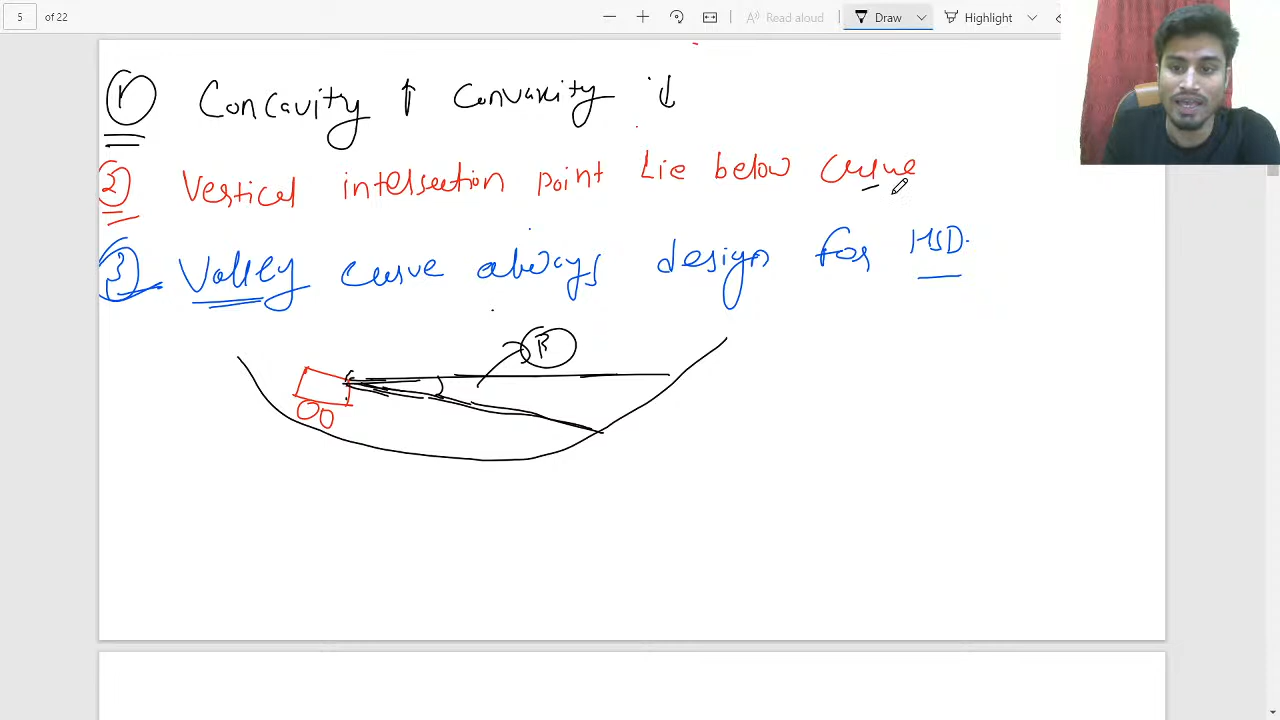 5 of 22 Read aloud Draw Highlight
1 Concavity ↑ Convaxity ↓
2 Vertical intersection point Lie below curve
3 Valley curve always design for HSD.
β